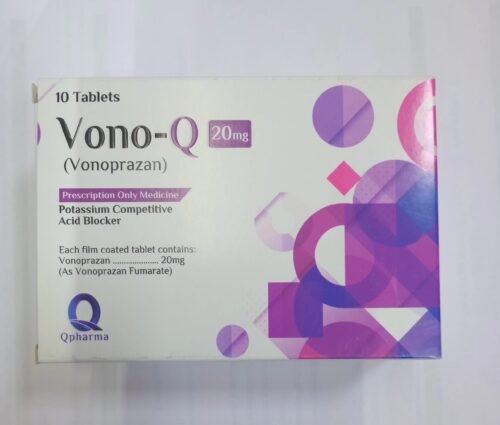 10 Tablets
Vono-Q 20mg
(Vonoprazan)
Prescription Only Medicine
Potassium Competitive
Acid Blocker
Each film coated tablet contains:
Vonoprazan ...................... 20mg
(As Vonoprazan Fumarate)
Qpharma